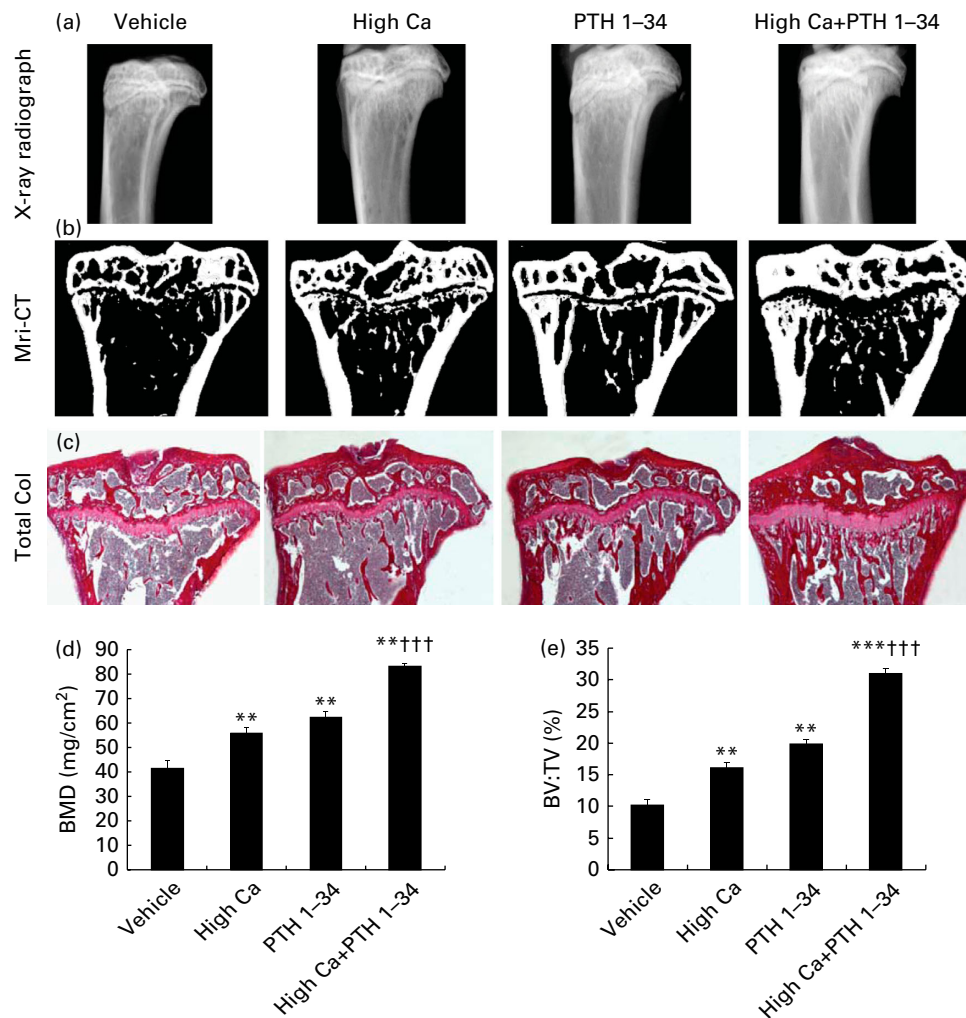 (a)
Vehicle
High Ca
PTH 1–34
High Ca+PTH 1–34
X-ray radiograph
(b)
Mri-CT
(c)
Total Col
(d)
BMD (mg/cm²)
90
80
70
60
50
40
30
20
10
0
**
**
**†††
Vehicle
High Ca
PTH 1–34
High Ca+PTH 1–34
(e)
BV:TV (%)
35
30
25
20
15
10
5
0
**
**
***†††
Vehicle
High Ca
PTH 1–34
High Ca+PTH 1–34